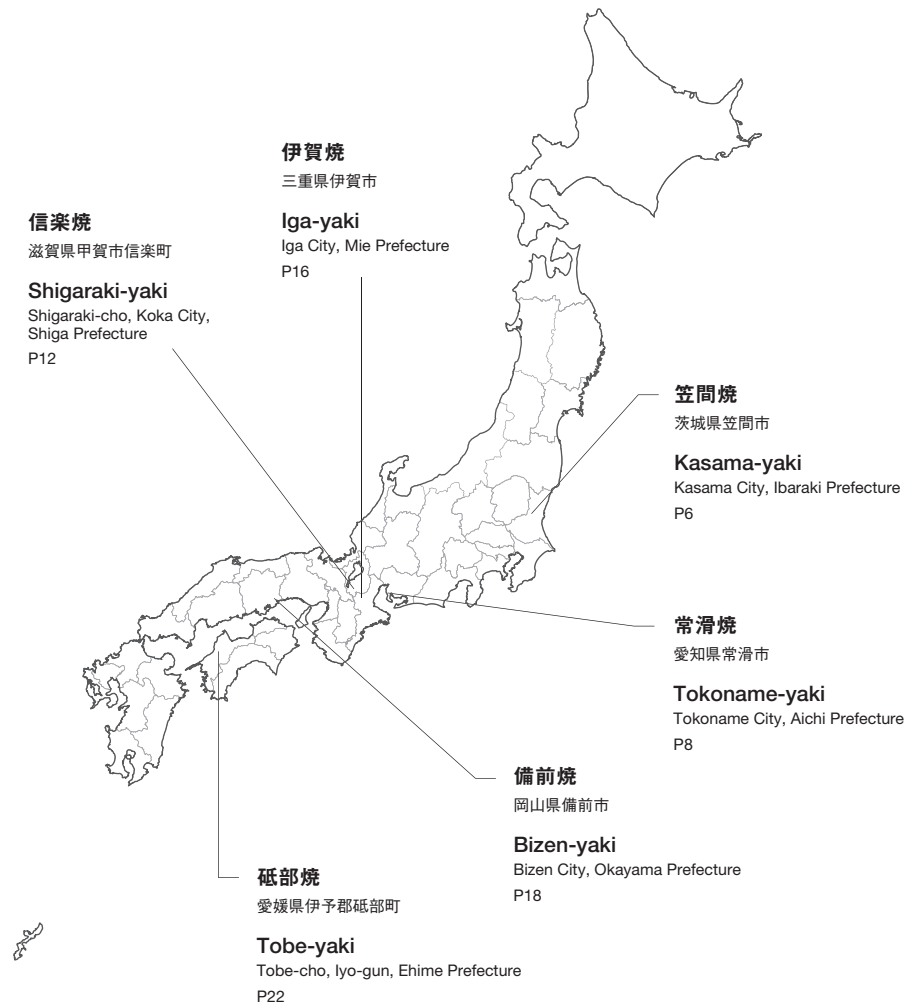 伊賀焼
三重県伊賀市
Iga-yaki
Iga City, Mie Prefecture
P16
信楽焼
滋賀県甲賀市信楽町
Shigaraki-yaki
Shigaraki-cho, Koka City,
Shiga Prefecture
P12
笠間焼
茨城県笠間市
Kasama-yaki
Kasama City, Ibaraki Prefecture
P6
常滑焼
愛知県常滑市
Tokoname-yaki
Tokoname City, Aichi Prefecture
P8
備前焼
岡山県備前市
Bizen-yaki
Bizen City, Okayama Prefecture
P18
砥部焼
愛媛県伊予郡砥部町
Tobe-yaki
Tobe-cho, Iyo-gun, Ehime Prefecture
P22